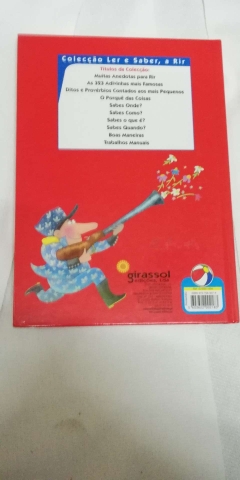 Colecção Ler e Saber, a Rir
Títulos da Colecção:
Muitas Anedotas para Rir
As 333 Adivinhas mais Famosas
Ditos e Provérbios Contados aos mais Pequenos
O Porquê das Coisas
Sabes Onde?
Sabes Como?
Sabes o que é?
Sabes Quando?
Boas Maneiras
Trabalhos Manuais
girassol